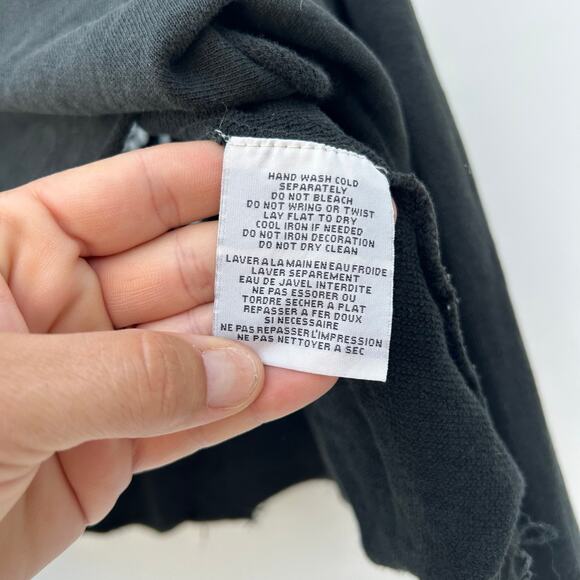 HAND WASH COLD
SEPARATELY
DO NOT BLEACH
DO NOT WRING OR TWIST
LAY FLAT TO DRY
COOL IRON IF NEEDED
DO NOT IRON DECORATION
DO NOT DRY CLEAN
LAVER A LA MAIN EN EAU FROIDE
LAVER SEPAREMENT
EAU DE JAVEL INTERDITE
NE PAS ESSORER OU
TORDRE SECHER A PLAT
REPASSER A FER DOUX
SI NECESSAIRE
NE PAS REPASSER L'IMPRESSION
NE PAS NETTOYER A SEC